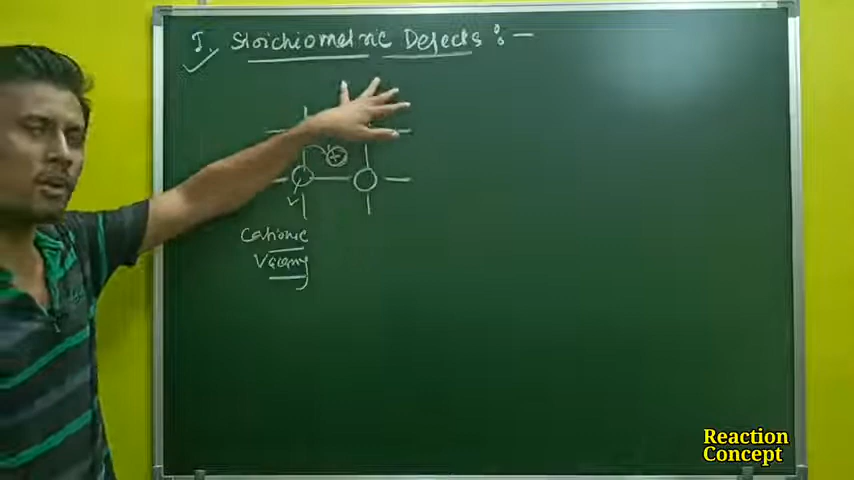 I. Stoichiometric Defects :-
+
Cationic
Vacancy
Reaction
Concept